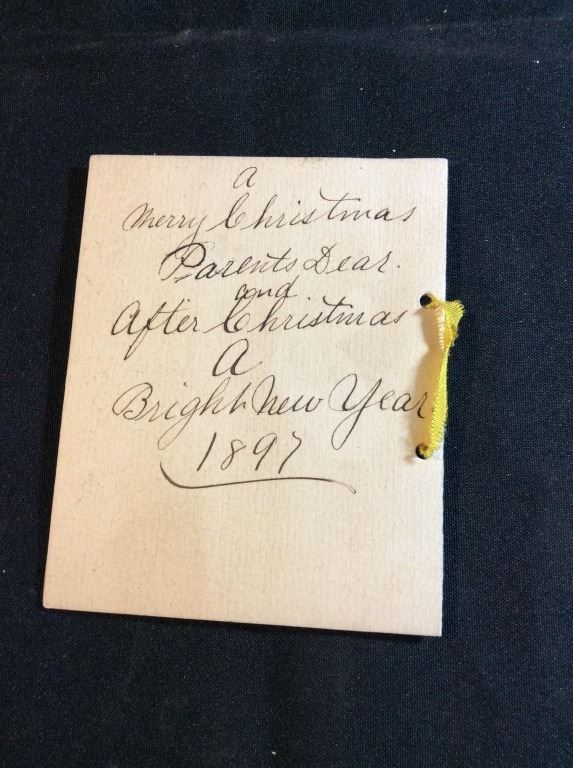 A
Merry Christmas
Parents Dear.
and
After Christmas
A
Bright New Year
1897